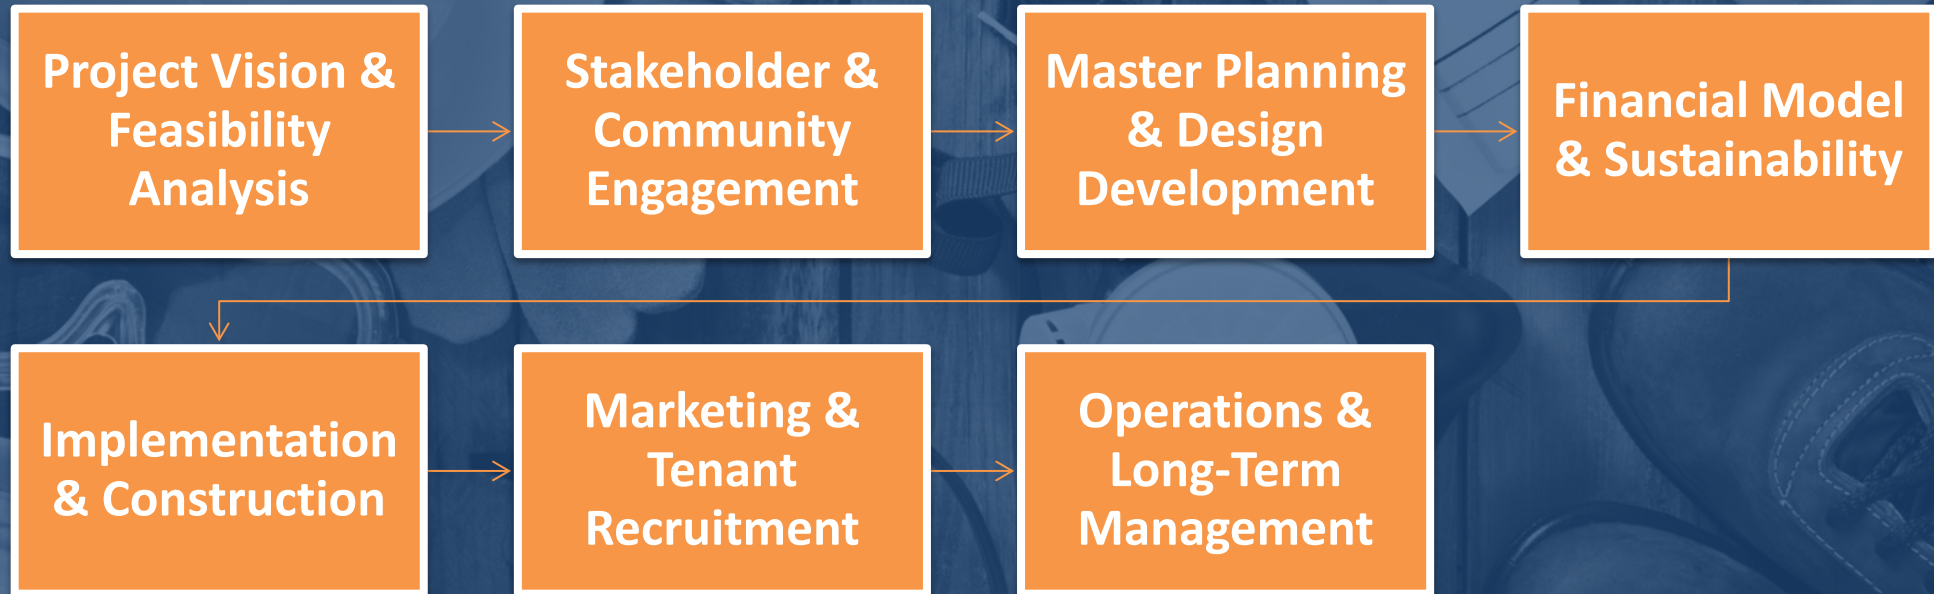 Project Vision &
Feasibility
Analysis
Stakeholder &
Community
Engagement
Master Planning
& Design
Development
Financial Model
& Sustainability
Implementation
& Construction
Marketing &
Tenant
Recruitment
Operations &
Long-Term
Management